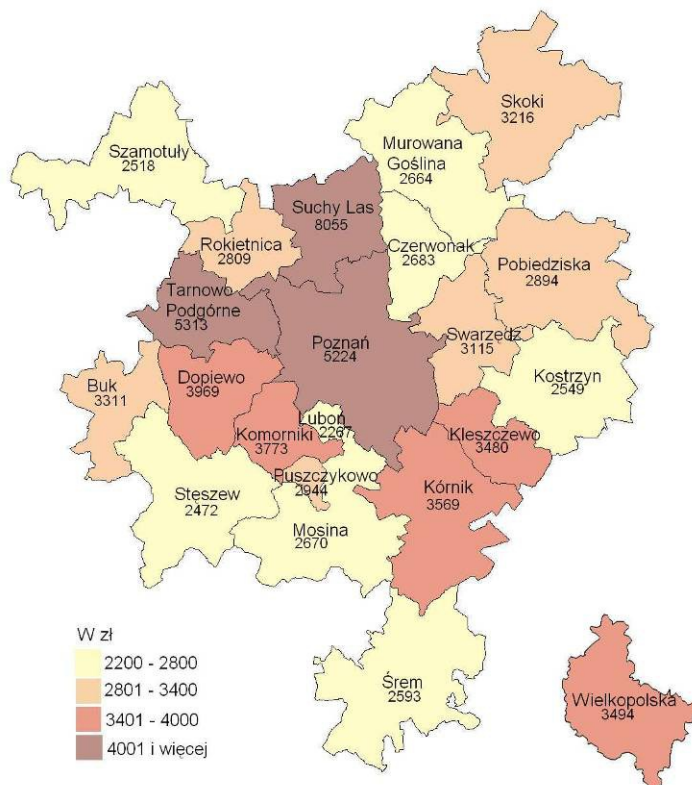 Skoki
3216
Szamotuły
2518
Murowana
Goślina
2664
Suchy Las
8055
Rokietnica
2809
Czerwonak
2683
Pobiedziska
2894
Tarnowo
Podgórne
5313
Poznań
5224
Swarzędz
3115
Kostrzyn
2549
Buk
3311
Dopiewo
3969
Luboń
2267
Komorniki
3773
Kleszczewo
3480
Puszczykowo
2944
Stęszew
2472
Kórnik
3569
Mosina
2670
W zł
2200 - 2800
2801 - 3400
3401 - 4000
4001 i więcej
Śrem
2593
Wielkopolska
3494